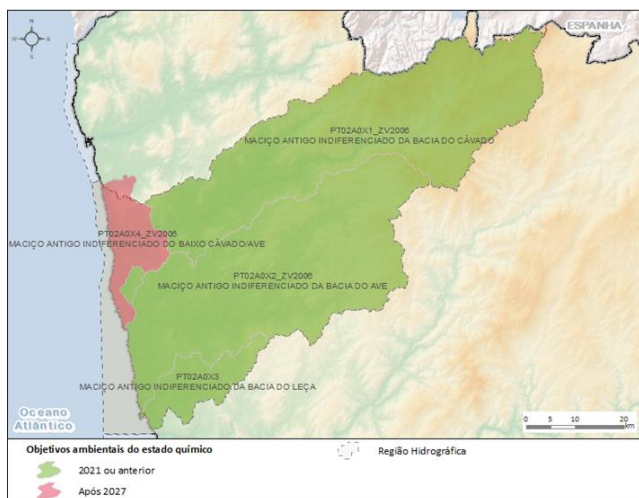 N
ESPANHA
PT02A0X1_ZV2006
MACIÇO ANTIGO INDIFERENCIADO DA BACIA DO CÁVADO
PT02A0X4_ZV2006
MACIÇO ANTIGO INDIFERENCIADO DO BAIXO CÁVADO/AVE
PT02A0X2_ZV2006
MACIÇO ANTIGO INDIFERENCIADO DA BACIA DO AVE
PT02A0X3
MACIÇO ANTIGO INDIFERENCIADO DA BACIA DO LEÇA
Oceano
Atlântico
0 5 10 20
km
Objetivos ambientais do estado químico
Região Hidrográfica
2021 ou anterior
Após 2027